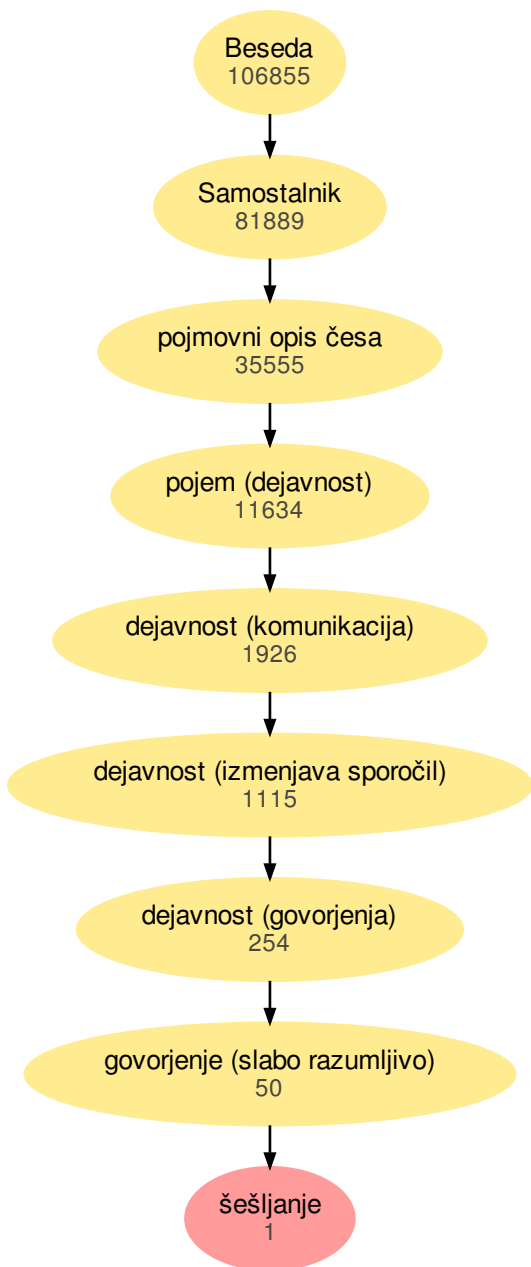 Beseda
106855
Samostalnik
81889
pojmovni opis česa
35555
pojem (dejavnost)
11634
dejavnost (komunikacija)
1926
dejavnost (izmenjava sporočil)
1115
dejavnost (govorjenja)
254
govorjenje (slabo razumljivo)
50
šešljanje
1